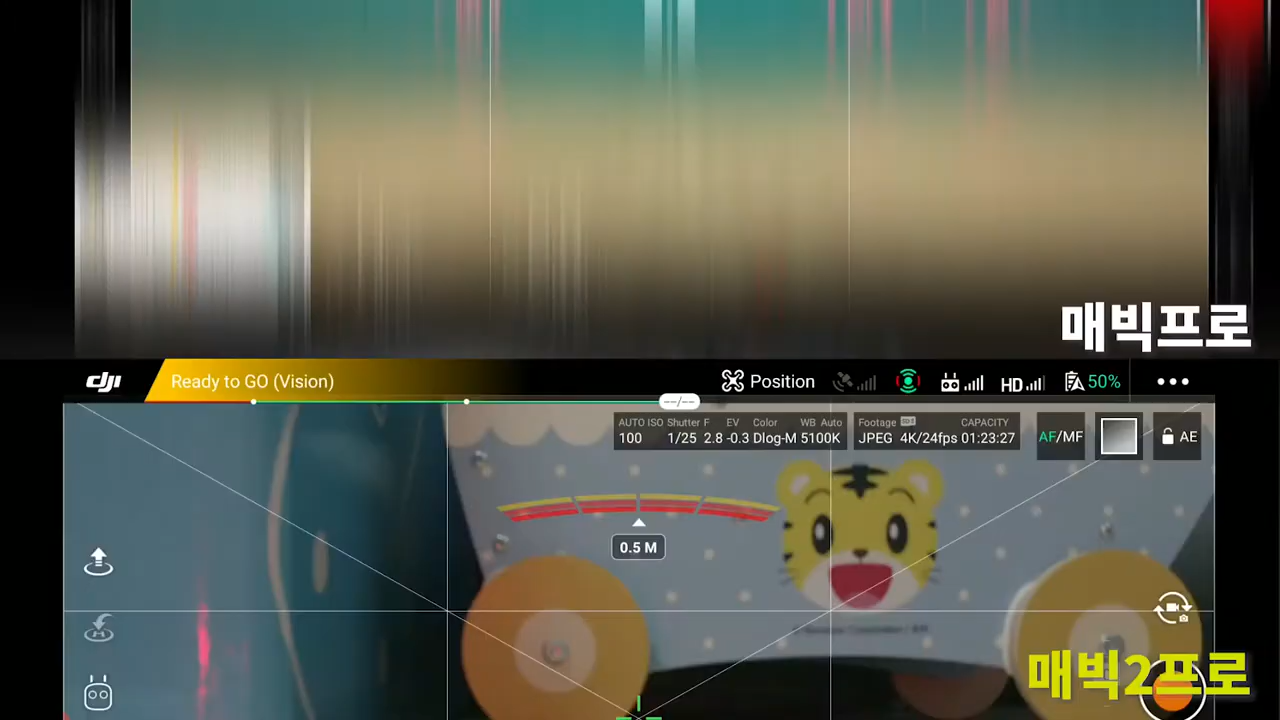 매빅프로
dji
Ready to GO (Vision)
Position
HD
50%
--/--
AUTO ISO Shutter F EV Color WB Auto
100 1/25 2.8 -0.3 Dlog-M 5100K
Footage CAPACITY
JPEG 4K/24fps 01:23:27
AF/MF
AE
0.5 M
H
매빅2프로